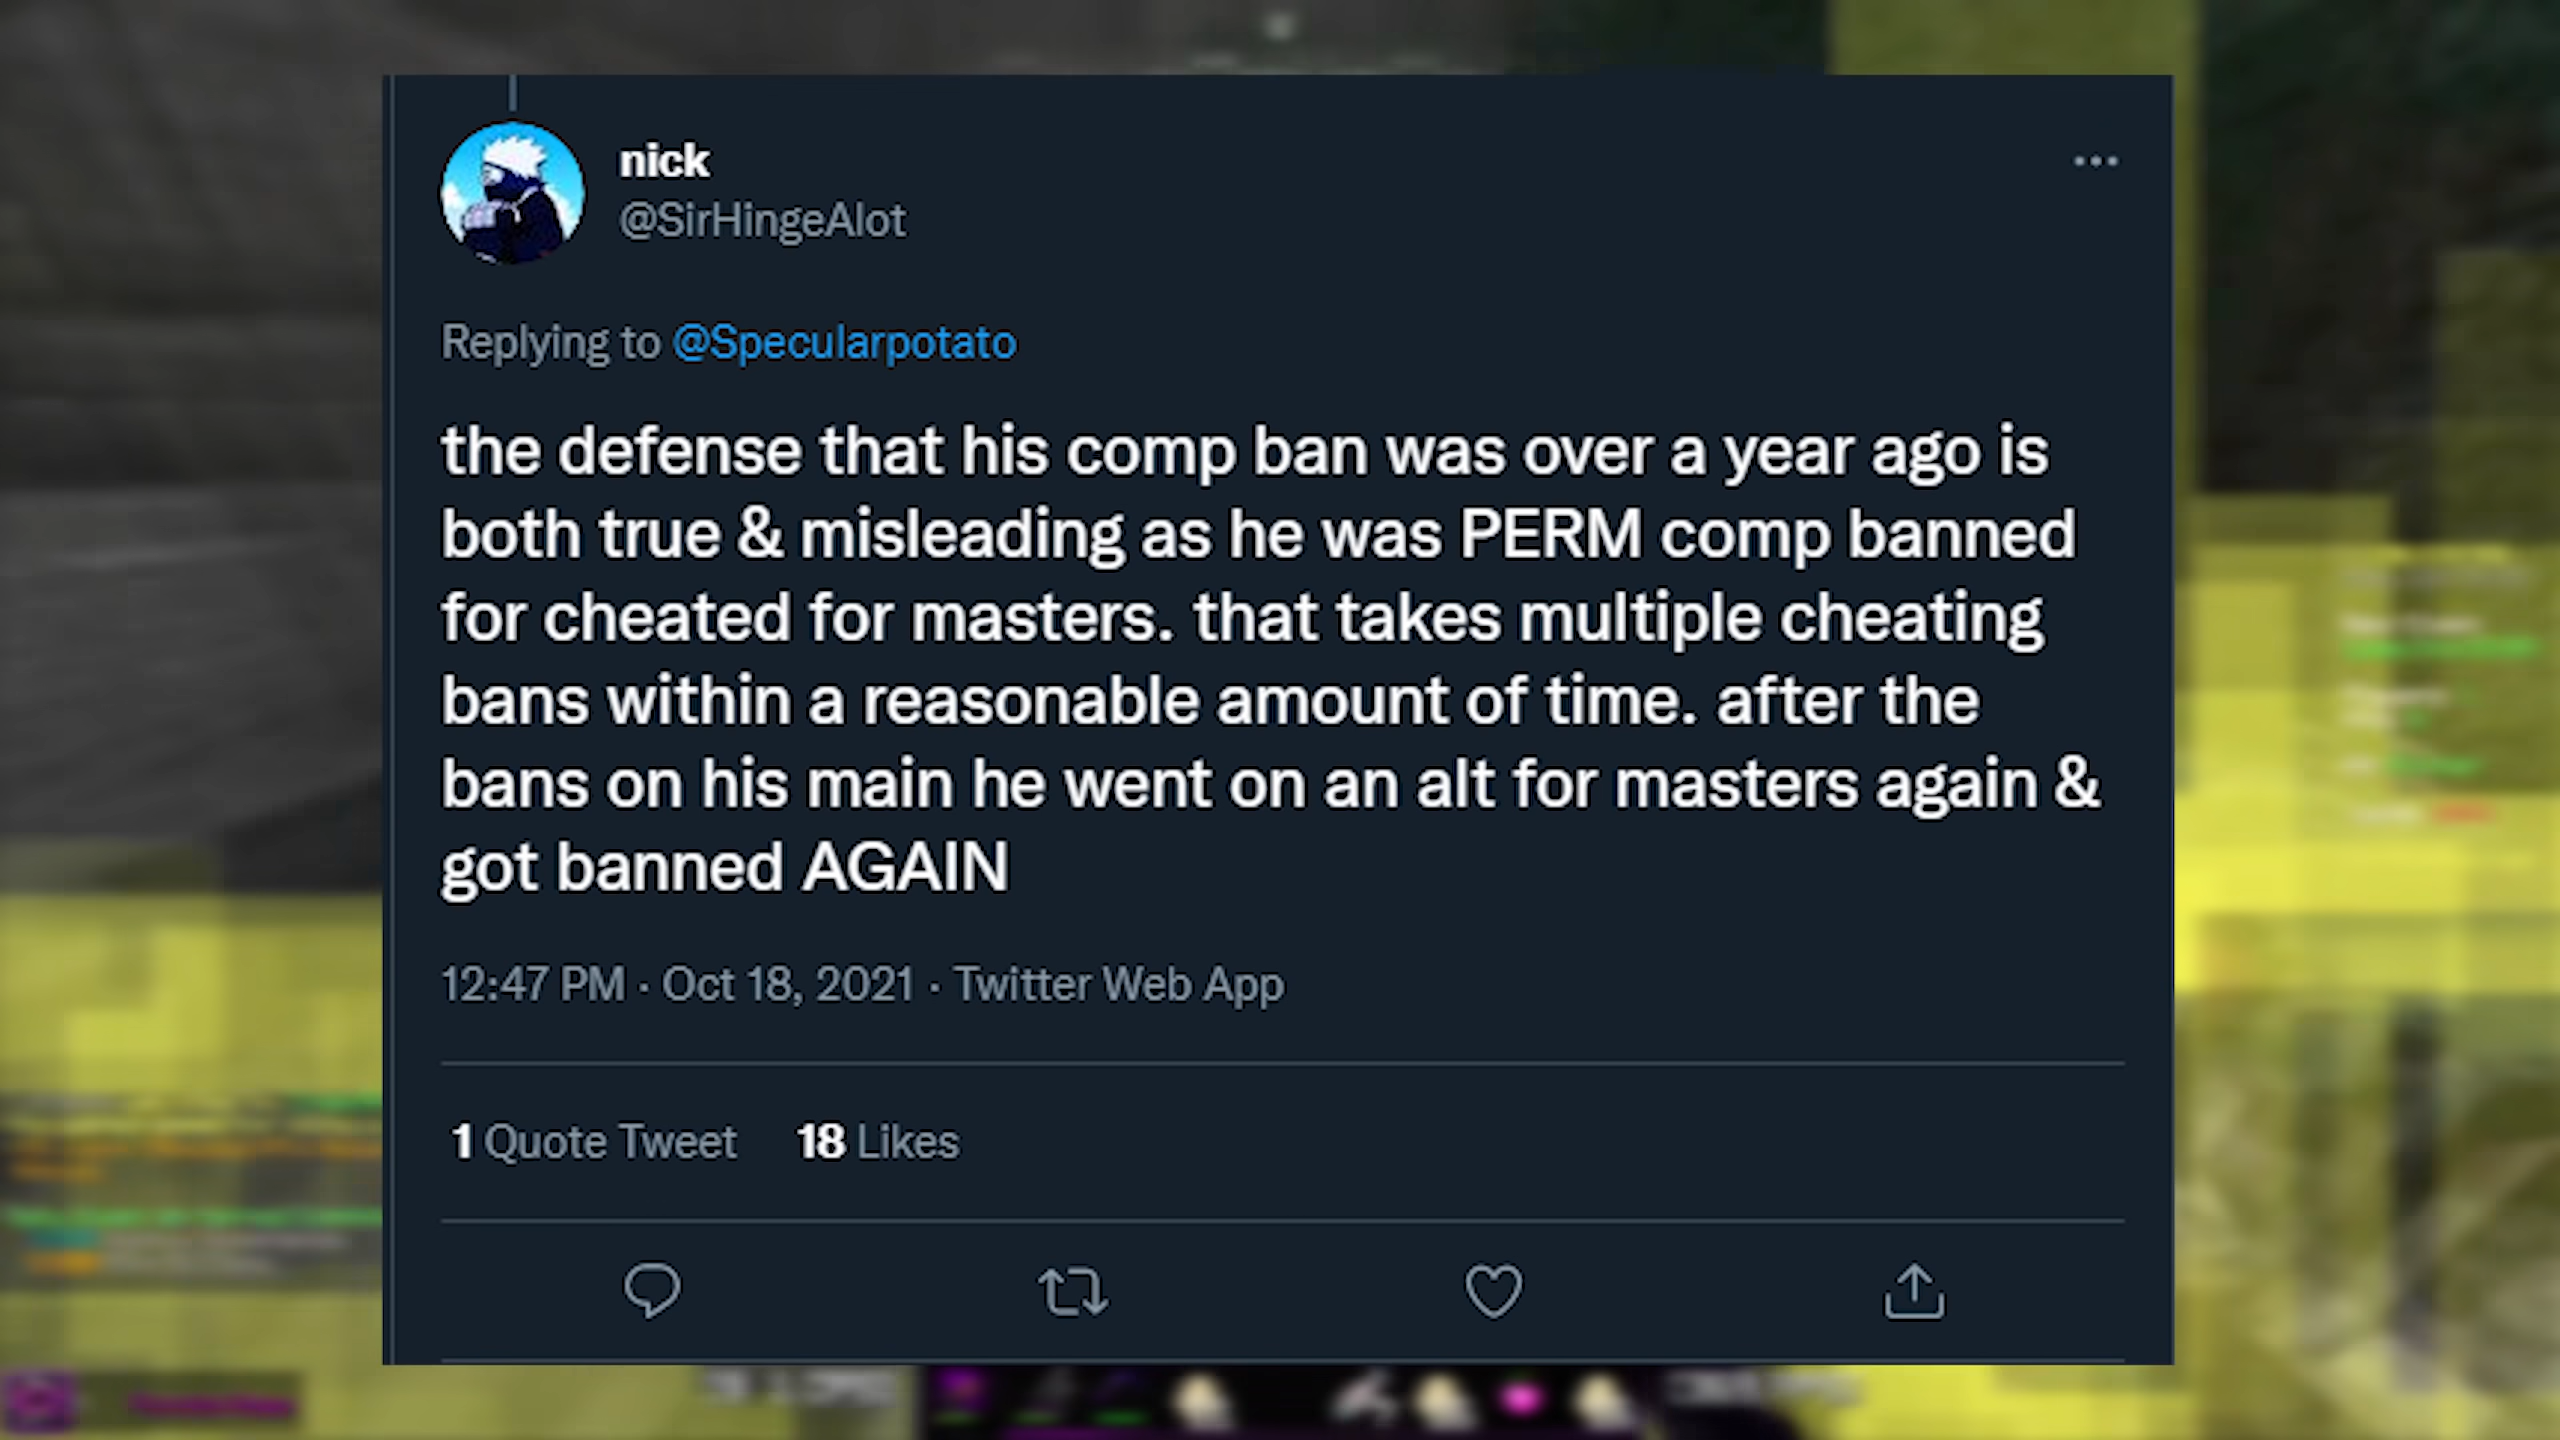 nick
@SirHingeAlot
Replying to @Specularpotato
the defense that his comp ban was over a year ago is
both true & misleading as he was PERM comp banned
for cheated for masters. that takes multiple cheating
bans within a reasonable amount of time. after the
bans on his main he went on an alt for masters again &
got banned AGAIN
12:47 PM · Oct 18, 2021 · Twitter Web App
1 Quote Tweet 18 Likes